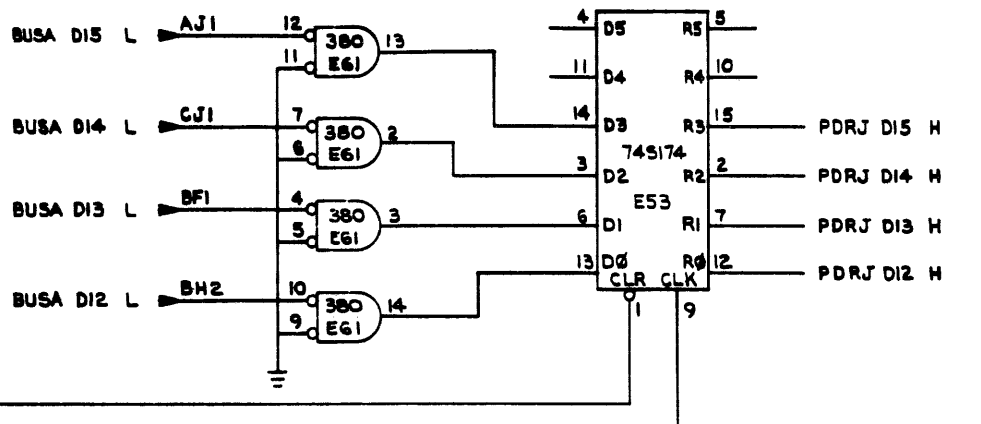 BUSA D15 L AJ1 12 380 E61 13 11
4 D5 R5 5
11 D4 R4 10
14 D3 R3 15 PDRJ D15 H
BUSA D14 L CJ1 7 380 E61 2 6
74S174
3 D2 R2 2 PDRJ D14 H
E53
BUSA D13 L BF1 4 380 E61 3 5
6 D1 R1 7 PDRJ D13 H
13 DØ RØ 12 PDRJ D12 H
CLR CLK
BUSA D12 L BH2 10 380 E61 14 9
1 9